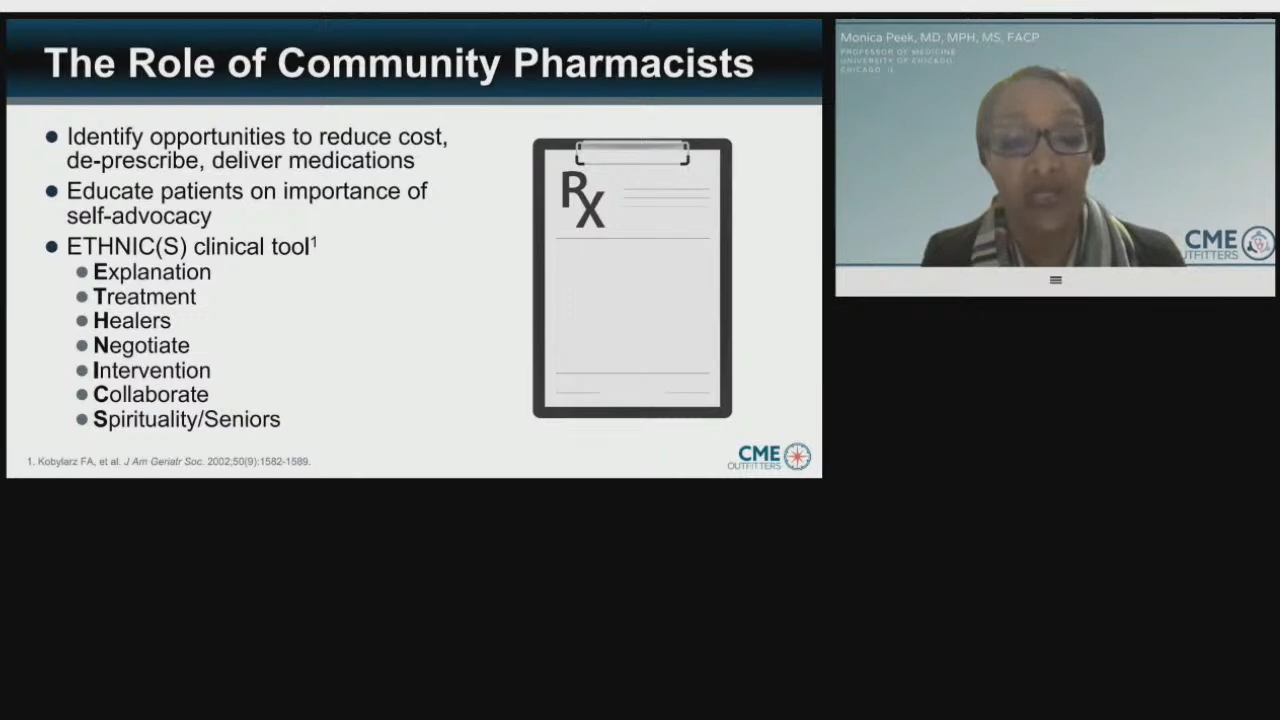 The Role of Community Pharmacists
Identify opportunities to reduce cost,
de-prescribe, deliver medications
Educate patients on importance of
self-advocacy
ETHNIC(S) clinical tool1
Explanation
Treatment
Healers
Negotiate
Intervention
Collaborate
Spirituality/Seniors
Rx
1. Kobylarz FA, et al. J Am Geriatr Soc. 2002;50(9):1582-1589.
CME
OUTFITTERS
Monica Peek, MD, MPH, MS, FACP
PROFESSOR OF MEDICINE
UNIVERSITY OF CHICAGO
CHICAGO, IL
CME
UTFITTERS